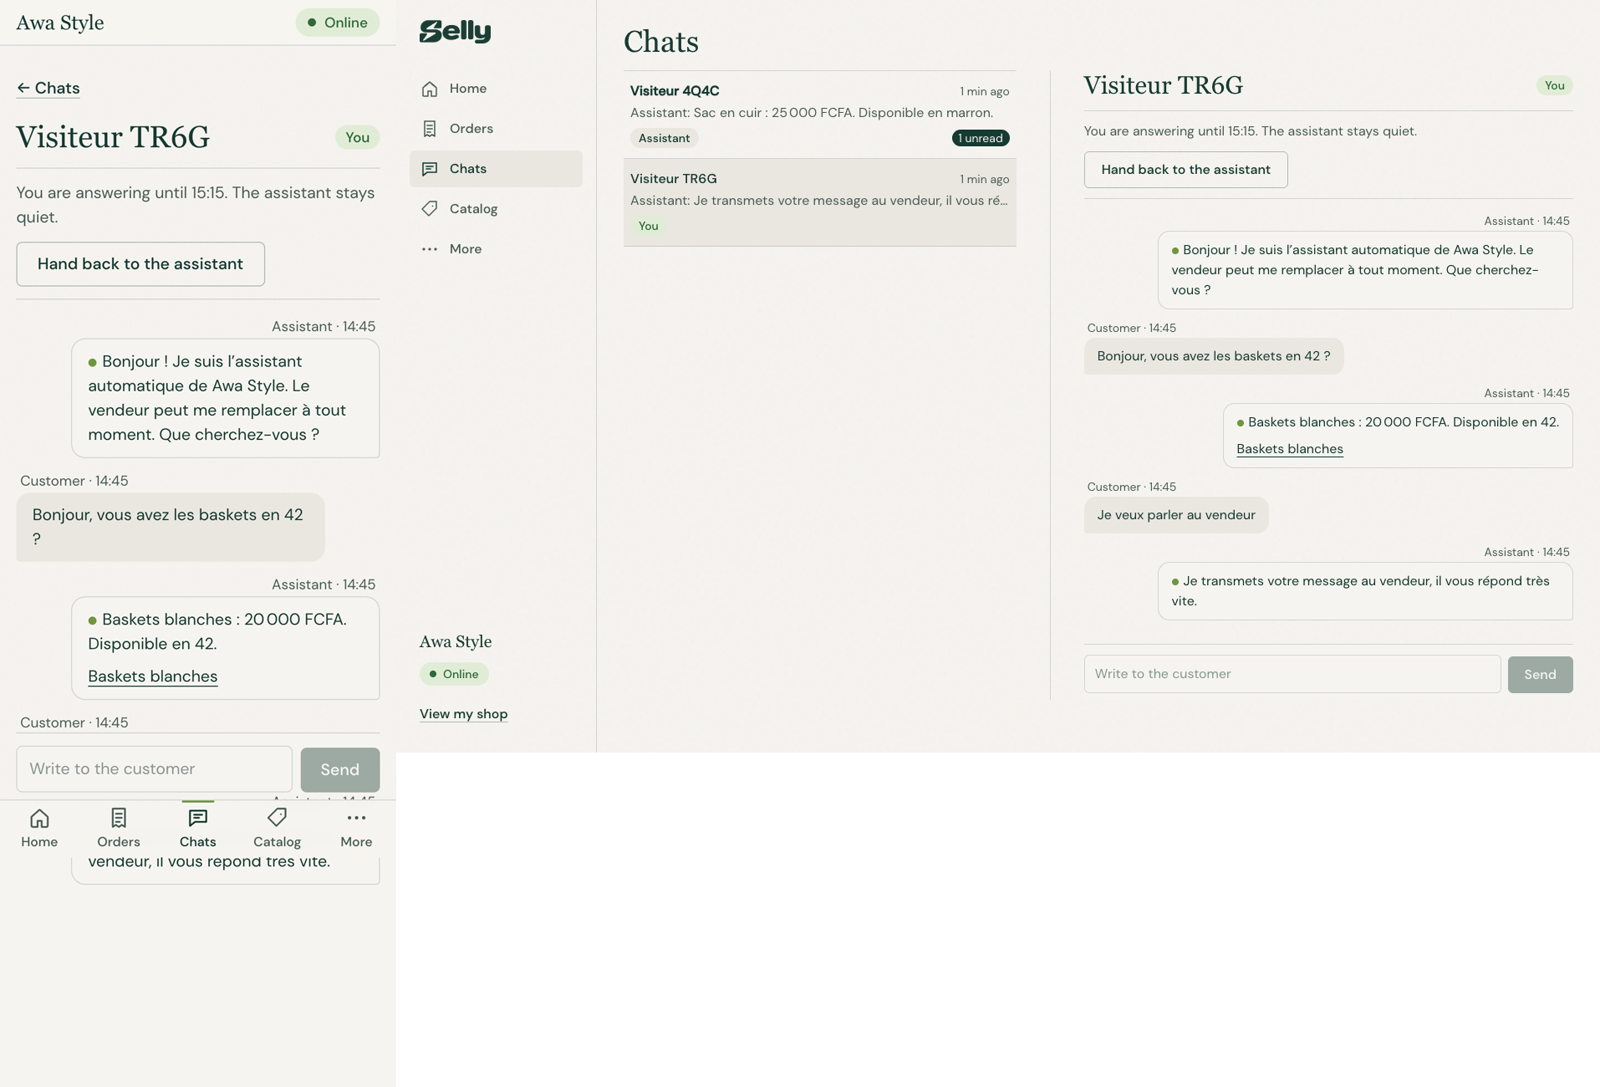 Awa Style
Online
← Chats
Visiteur TR6G
You
You are answering until 15:15. The assistant stays
quiet.
Hand back to the assistant
Assistant · 14:45
Bonjour ! Je suis l’assistant
automatique de Awa Style. Le
vendeur peut me remplacer à tout
moment. Que cherchez-vous ?
Customer · 14:45
Bonjour, vous avez les baskets en 42
?
Assistant · 14:45
Baskets blanches : 20 000 FCFA.
Disponible en 42.
Baskets blanches
Customer · 14:45
Write to the customer
Send
Assistant · 14:45
Home
Orders
Chats
Catalog
More
vendeur, il vous répond très vite.
Selly
Home
Orders
Chats
Catalog
More
Awa Style
Online
View my shop
Chats
Visiteur 4Q4C
1 min ago
Assistant: Sac en cuir : 25 000 FCFA. Disponible en marron.
Assistant
1 unread
Visiteur TR6G
1 min ago
Assistant: Je transmets votre message au vendeur, il vous ré…
You
Visiteur TR6G
You
You are answering until 15:15. The assistant stays quiet.
Hand back to the assistant
Assistant · 14:45
Bonjour ! Je suis l’assistant automatique de Awa Style. Le
vendeur peut me remplacer à tout moment. Que cherchez-
vous ?
Customer · 14:45
Bonjour, vous avez les baskets en 42 ?
Assistant · 14:45
Baskets blanches : 20 000 FCFA. Disponible en 42.
Baskets blanches
Customer · 14:45
Je veux parler au vendeur
Assistant · 14:45
Je transmets votre message au vendeur, il vous répond très
vite.
Write to the customer
Send